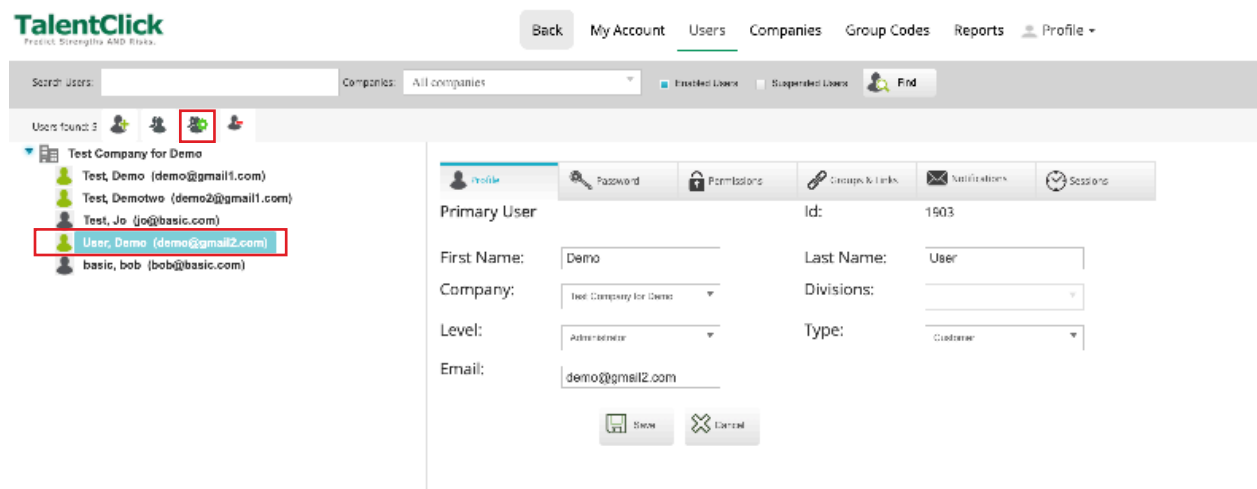 TalentClick
Predict Strengths AND Risks.
Back My Account Users Companies Group Codes Reports Profile
Search Users: Companies: All companies Enabled Users Suspended Users Find
Users found: 5
Test Company for Demo
Test, Demo (demo@gmail1.com)
Test, Demotwo (demo2@gmail1.com)
Test, Jo (jo@basic.com)
User, Demo (demo@gmail2.com)
basic, bob (bob@basic.com)
Profile Password Permissions Groups & Links Notifications Sessions
Primary User Id: 1903
First Name: Demo Last Name: User
Company: Test Company for Demo Divisions:
Level: Administrator Type: Customer
Email: demo@gmail2.com
Save Cancel